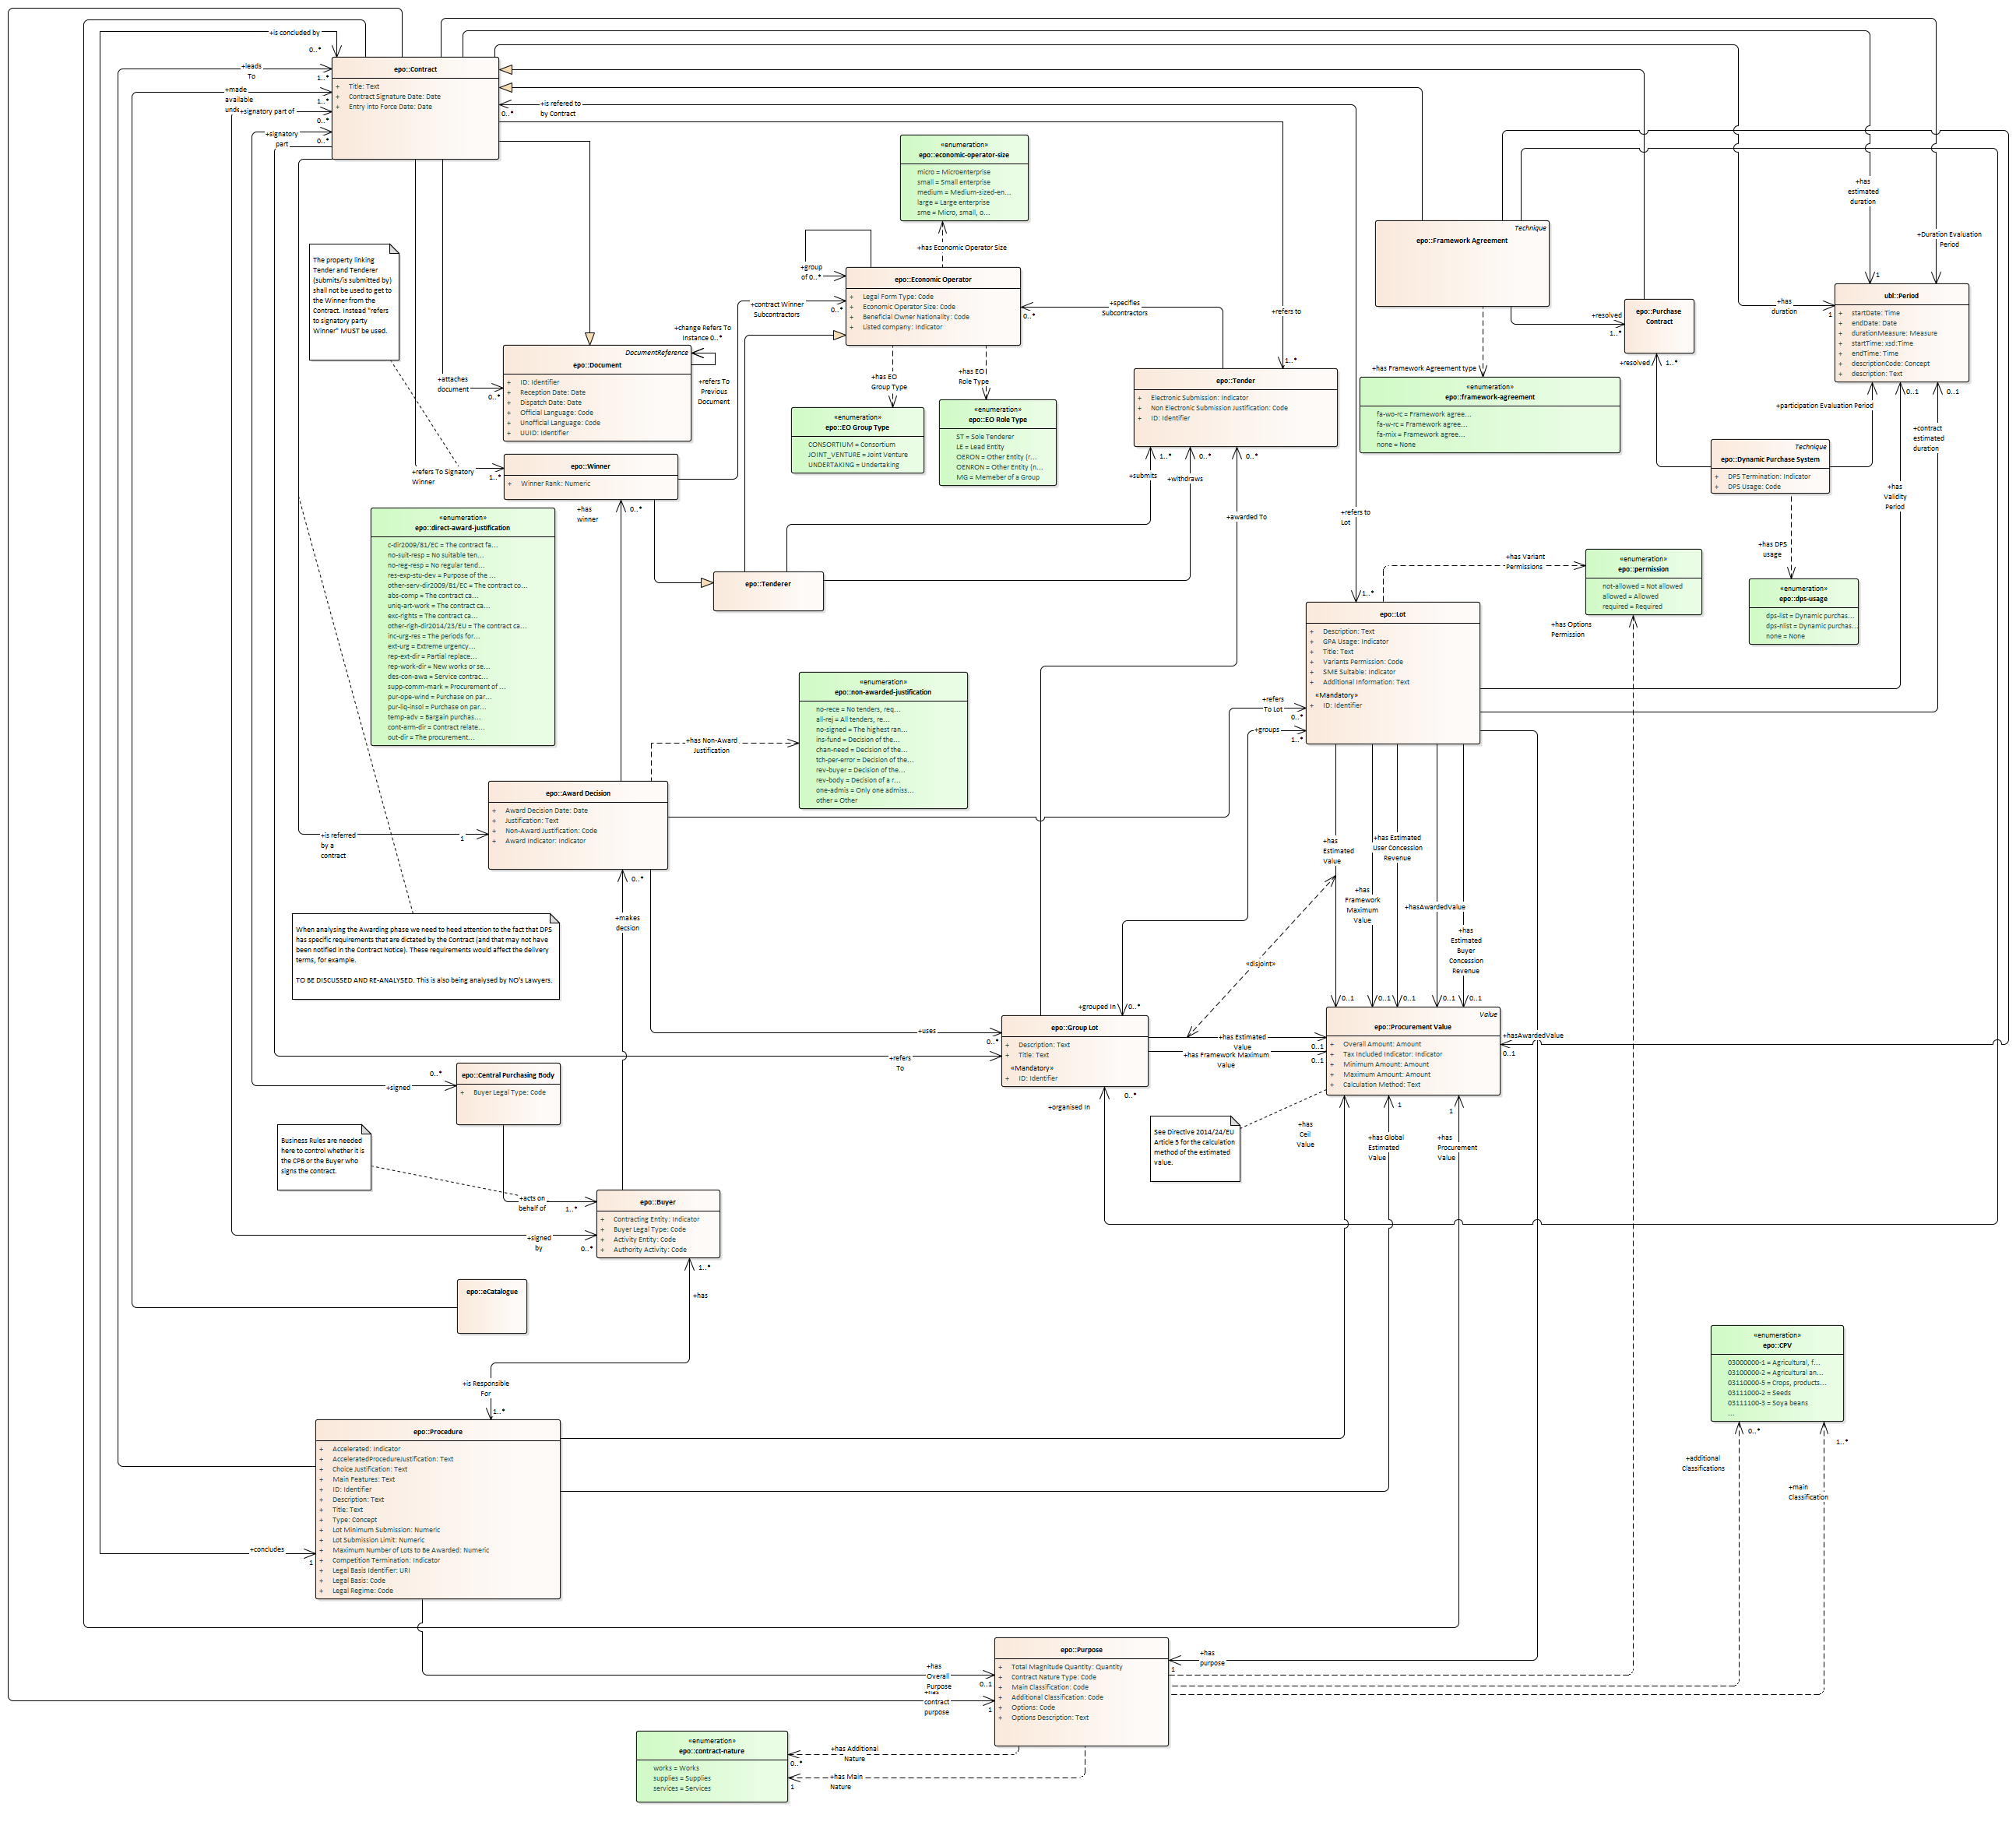 +is concluded by
0..*
+leads
To
1..*
+made
available
1..*
+signatory part of
0..*
+signatory
part
0..*
epo::Contract
+ Title: Text
+ Contract Signature Date: Date
+ Entry into Force Date: Date
+is refered to
by Contract
0..*
«enumeration»
epo::economic-operator-size
micro = Microenterprise
small = Small enterprise
medium = Medium-sized-en...
large = Large enterprise
sme = Micro, small, o...
+has Economic Operator Size
+group
of 0..*
epo::Economic Operator
+ Legal Form Type: Code
+ Economic Operator Size: Code
+ Beneficial Owner Nationality: Code
+ Listed company: Indicator
+contract Winner
Subcontractors
0..*
+specifies
Subcontractors
0..*
+refers to
1..*
Technique
epo::Framework Agreement
+has
estimated
duration
1
+Duration Evaluation
Period
+has
duration
1
ubl::Period
+ startDate: Time
+ endDate: Date
+ durationMeasure: Measure
+ startTime: xsd:Time
+ endTime: Time
+ descriptionCode: Concept
+ description: Text
+resolved
1..*
epo::Purchase
Contract
+resolved
1..*
+has Framework Agreement type
«enumeration»
epo::framework-agreement
fa-wo-rc = Framework agree...
fa-w-rc = Framework agree...
fa-mix = Framework agree...
none = None
+participation Evaluation Period
0..1
0..1
+contract
estimated
duration
+has
Validity
Period
Technique
epo::Dynamic Purchase System
+ DPS Termination: Indicator
+ DPS Usage: Code
+has DPS
usage
«enumeration»
epo::dps-usage
dps-list = Dynamic purchas...
dps-nlist = Dynamic purchas...
none = None
The property linking
Tender and Tenderer
(submits/is submitted by)
shall not be used to get to
the Winner from the
Contract. Instead "refers
to signatory party
Winner" MUST be used.
+change Refers To
Instance 0..*
DocumentReference
epo::Document
+ ID: Identifier
+ Reception Date: Date
+ Dispatch Date: Date
+ Official Language: Code
+ Unofficial Language: Code
+ UUID: Identifier
+refers To
Previous
Document
+attaches
document
0..*
+has EO
Group Type
+has EO
Role Type
«enumeration»
epo::EO Group Type
CONSORTIUM = Consortium
JOINT_VENTURE = Joint Venture
UNDERTAKING = Undertaking
«enumeration»
epo::EO Role Type
ST = Sole Tenderer
LE = Lead Entity
OERON = Other Entity (r...
OENRON = Other Entity (n...
MG = Memeber of a Group
epo::Tender
+ Electronic Submission: Indicator
+ Non Electronic Submission Justification: Code
+ ID: Identifier
+submits
1..*
+withdraws
0..*
0..*
+awarded To
+refers To Signatory
Winner
1..*
epo::Winner
+ Winner Rank: Numeric
+has
winner
0..*
epo::Tenderer
+refers to
Lot
1..*
+has Variant
Permissions
«enumeration»
epo::permission
not-allowed = Not allowed
allowed = Allowed
required = Required
+has Options
Permission
«enumeration»
epo::direct-award-justification
c-dir2009/81/EC = The contract fa...
no-suit-resp = No suitable ten...
no-reg-resp = No regular tend...
res-exp-stu-dev = Purpose of the ...
other-serv-dir2009/81/EC = The contract co...
abs-comp = The contract ca...
uniq-art-work = The contract ca...
exc-rights = The contract ca...
other-righ-dir2014/23/EU = The contract ca...
inc-urg-res = The periods for...
ext-urg = Extreme urgency...
rep-ext-dir = Partial replace...
rep-work-dir = New works or se...
des-con-awa = Service contrac...
supp-comm-mark = Procurement of ...
pur-ope-wind = Purchase on par...
pur-liq-insol = Purchase on par...
temp-adv = Bargain purchas...
cont-arm-dir = Contract relate...
out-dir = The procurement...
epo::Lot
+ Description: Text
+ GPA Usage: Indicator
+ Title: Text
+ Variants Permission: Code
+ SME Suitable: Indicator
+ Additional Information: Text
«Mandatory»
+ ID: Identifier
+refers
To Lot
0..*
+groups
1..*
+has Non-Award
Justification
«enumeration»
epo::non-awarded-justification
no-rece = No tenders, req...
all-rej = All tenders, re...
no-signed = The highest ran...
ins-fund = Decision of the...
chan-need = Decision of the...
tch-per-error = Decision of the...
rev-buyer = Decision of the...
rev-body = Decision of a r...
one-admis = Only one admiss...
other = Other
epo::Award Decision
+ Award Decision Date: Date
+ Justification: Text
+ Non-Award Justification: Code
+ Award Indicator: Indicator
+is referred
by a
contract
1
0..*
+makes
decsion
+has
Estimated
Value
+has Estimated
User Concession
Revenue
+has
Framework
Maximum
Value
+hasAwardedValue
+has
Estimated
Buyer
Concession
Revenue
«disjoint»
0..1
0..1
0..1
0..1
0..1
When analysing the Awarding phase we need to heed attention to the fact that DPS
has specific requirements that are dictated by the Contract (and that may not have
been notified in the Contract Notice). These requirements would affect the delivery
terms, for example.
TO BE DISCUSSED AND RE-ANALYSED. This is also being analysed by NO's Lawyers.
+grouped In
0..*
+uses
0..*
+refers
To
epo::Group Lot
+ Description: Text
+ Title: Text
«Mandatory»
+ ID: Identifier
+has Estimated
Value
0..1
+has Framework Maximum
Value
0..1
Value
epo::Procurement Value
+ Overall Amount: Amount
+ Tax Included Indicator: Indicator
+ Minimum Amount: Amount
+ Maximum Amount: Amount
+ Calculation Method: Text
+hasAwardedValue
0..1
+organised In
0..*
See Directive 2014/24/EU
Article 5 for the calculation
method of the estimated
value.
+has
Ceil
Value
+has Global
Estimated
Value
1
+has
Procurement
Value
1
0..*
+signed
epo::Central Purchasing Body
+ Buyer Legal Type: Code
Business Rules are needed
here to control whether it is
the CPB or the Buyer who
signs the contract.
+acts on
behalf of
1..*
+signed
by
0..*
epo::Buyer
+ Contracting Entity: Indicator
+ Buyer Legal Type: Code
+ Activity Entity: Code
+ Authority Activity: Code
1..*
+has
epo::eCatalogue
+is Responsible
For
1..*
«enumeration»
epo::CPV
03000000-1 = Agricultural, f...
03100000-2 = Agricultural an...
03110000-5 = Crops, products...
03111000-2 = Seeds
03111100-3 = Soya beans
...
0..*
1..*
+additional
Classifications
+main
Classification
epo::Procedure
+ Accelerated: Indicator
+ AcceleratedProcedureJustification: Text
+ Choice Justification: Text
+ Main Features: Text
+ ID: Identifier
+ Description: Text
+ Title: Text
+ Type: Concept
+ Lot Minimum Submission: Numeric
+ Lot Submission Limit: Numeric
+ Maximum Number of Lots to Be Awarded: Numeric
+ Competition Termination: Indicator
+ Legal Basis Identifier: URI
+ Legal Basis: Code
+ Legal Regime: Code
+concludes
1
+has
Overall
Purpose
0..1
contract
purpose
1
epo::Purpose
+ Total Magnitude Quantity: Quantity
+ Contract Nature Type: Code
+ Main Classification: Code
+ Additional Classification: Code
+ Options: Code
+ Options Description: Text
+has
purpose
1
«enumeration»
epo::contract-nature
works = Works
supplies = Supplies
services = Services
+has Additional
Nature
0..*
+has Main
Nature
1